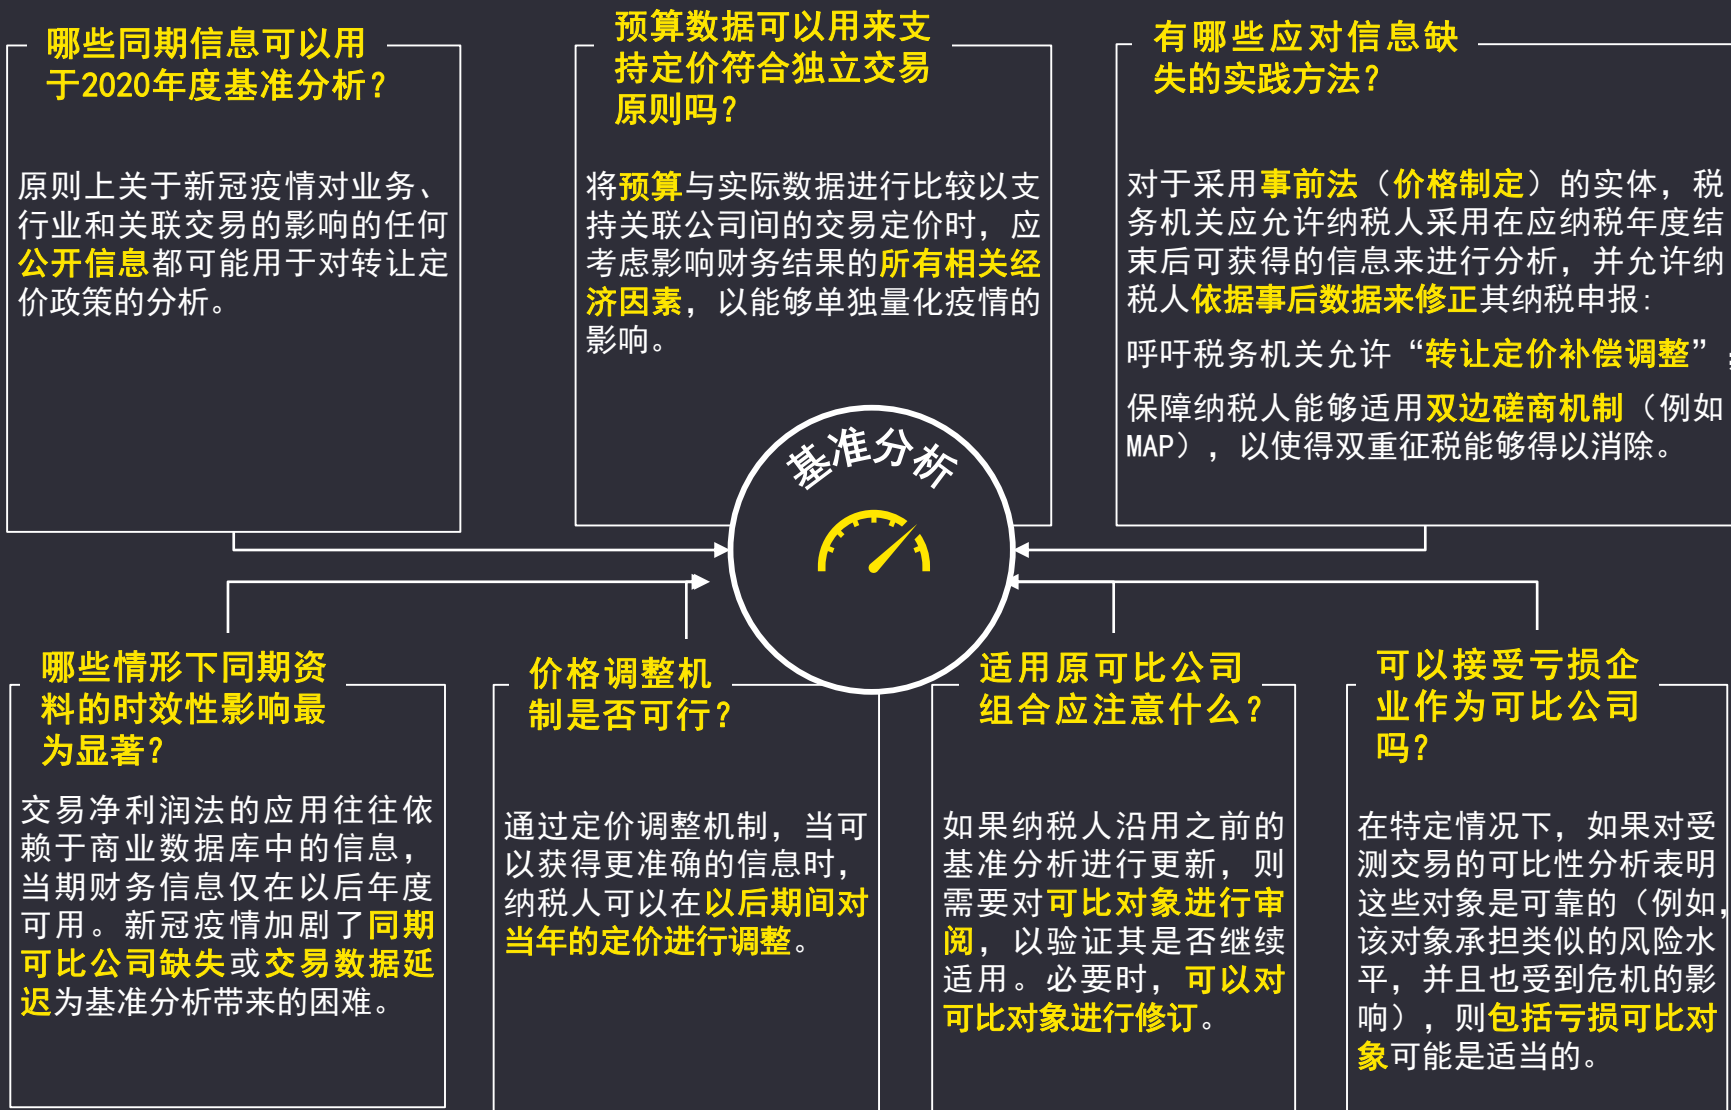 哪些同期信息可以用
于2020年度基准分析？
原则上关于新冠疫情对业务、
行业和关联交易的影响的任何
公开信息都可能用于对转让定
价政策的分析。
预算数据可以用来支
持定价符合独立交易
原则吗？
将预算与实际数据进行比较以支
持关联公司间的交易定价时，应
考虑影响财务结果的所有相关经
济因素，以能够单独量化疫情的
影响。
有哪些应对信息缺
失的实践方法？
对于采用事前法（价格制定）的实体，税
务机关应允许纳税人采用在应纳税年度结
束后可获得的信息来进行分析，并允许纳
税人依据事后数据来修正其纳税申报：
呼吁税务机关允许“转让定价补偿调整”；
保障纳税人能够适用双边磋商机制（例如
MAP），以使得双重征税能够得以消除。
基准分析
哪些情形下同期资
料的时效性影响最
为显著？
交易净利润法的应用往往依
赖于商业数据库中的信息，
当期财务信息仅在以后年度
可用。新冠疫情加剧了同期
可比公司缺失或交易数据延
迟为基准分析带来的困难。
价格调整机
制是否可行？
通过定价调整机制，当可
以获得更准确的信息时，
纳税人可以在以后期间对
当年的定价进行调整。
适用原可比公司
组合应注意什么？
如果纳税人沿用之前的
基准分析进行更新，则
需要对可比对象进行审
阅，以验证其是否继续
适用。必要时，可以对
可比对象进行修订。
可以接受亏损企
业作为可比公司
吗？
在特定情况下，如果对受
测交易的可比性分析表明
这些对象是可靠的（例如，
该对象承担类似的风险水
平，并且也受到危机的影
响），则包括亏损可比对
象可能是适当的。